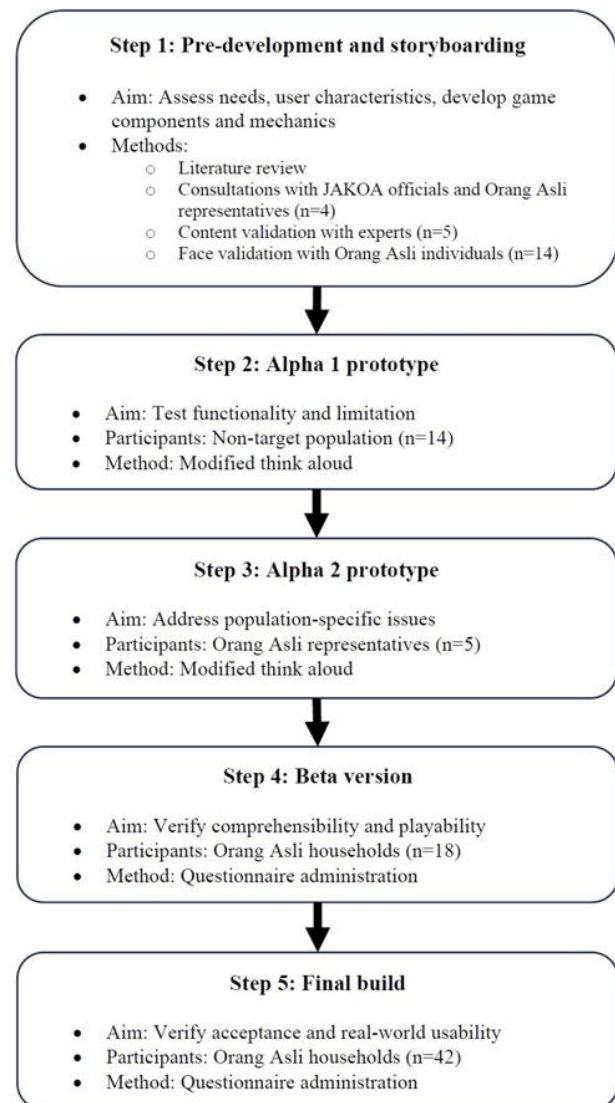 Step 1: Pre-development and storyboarding
• Aim: Assess needs, user characteristics, develop game
components and mechanics
• Methods:
○ Literature review
○ Consultations with JAKOA officials and Orang Asli
representatives (n=4)
○ Content validation with experts (n=5)
○ Face validation with Orang Asli individuals (n=14)
Step 2: Alpha 1 prototype
• Aim: Test functionality and limitation
• Participants: Non-target population (n=14)
• Method: Modified think aloud
Step 3: Alpha 2 prototype
• Aim: Address population-specific issues
• Participants: Orang Asli representatives (n=5)
• Method: Modified think aloud
Step 4: Beta version
• Aim: Verify comprehensibility and playability
• Participants: Orang Asli households (n=18)
• Method: Questionnaire administration
Step 5: Final build
• Aim: Verify acceptance and real-world usability
• Participants: Orang Asli households (n=42)
• Method: Questionnaire administration